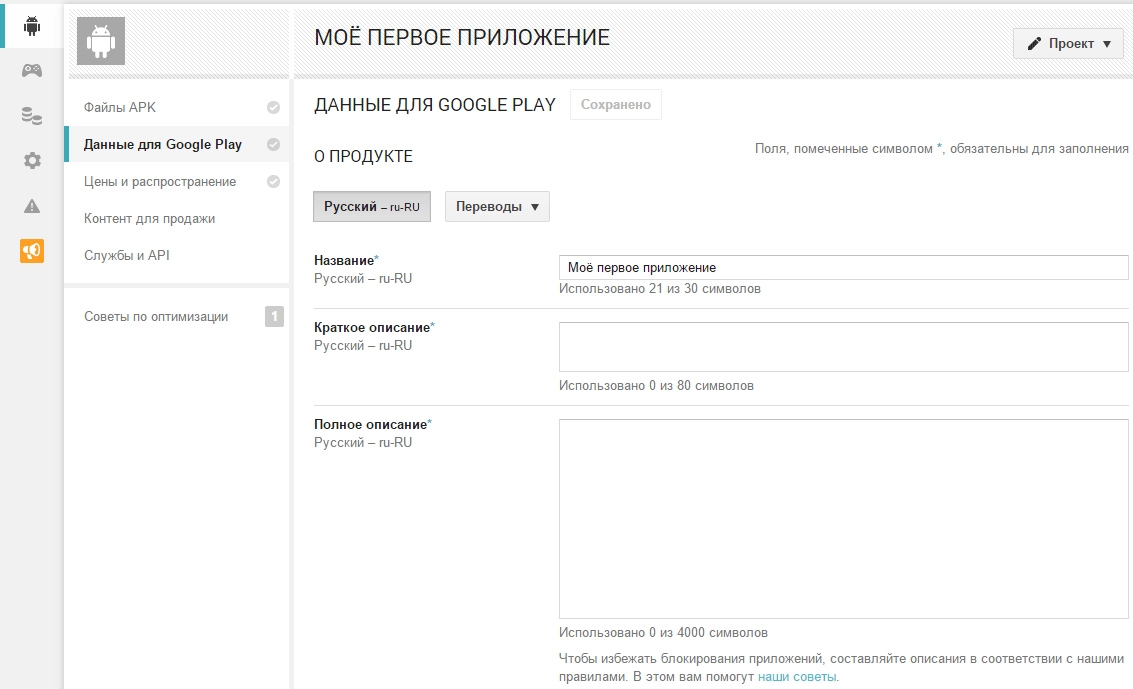 МОЁ ПЕРВОЕ ПРИЛОЖЕНИЕ
Проект
Файлы APK
Данные для Google Play
Цены и распространение
Контент для продажи
Службы и API
Советы по оптимизации 1
ДАННЫЕ ДЛЯ GOOGLE PLAY Сохранено
О ПРОДУКТЕ
Поля, помеченные символом *, обязательны для заполнения
Русский – ru-RU Переводы
Название*
Русский – ru-RU
Моё первое приложение
Использовано 21 из 30 символов
Краткое описание*
Русский – ru-RU
Использовано 0 из 80 символов
Полное описание*
Русский – ru-RU
Использовано 0 из 4000 символов
Чтобы избежать блокирования приложений, составляйте описания в соответствии с нашими
правилами. В этом вам помогут наши советы.